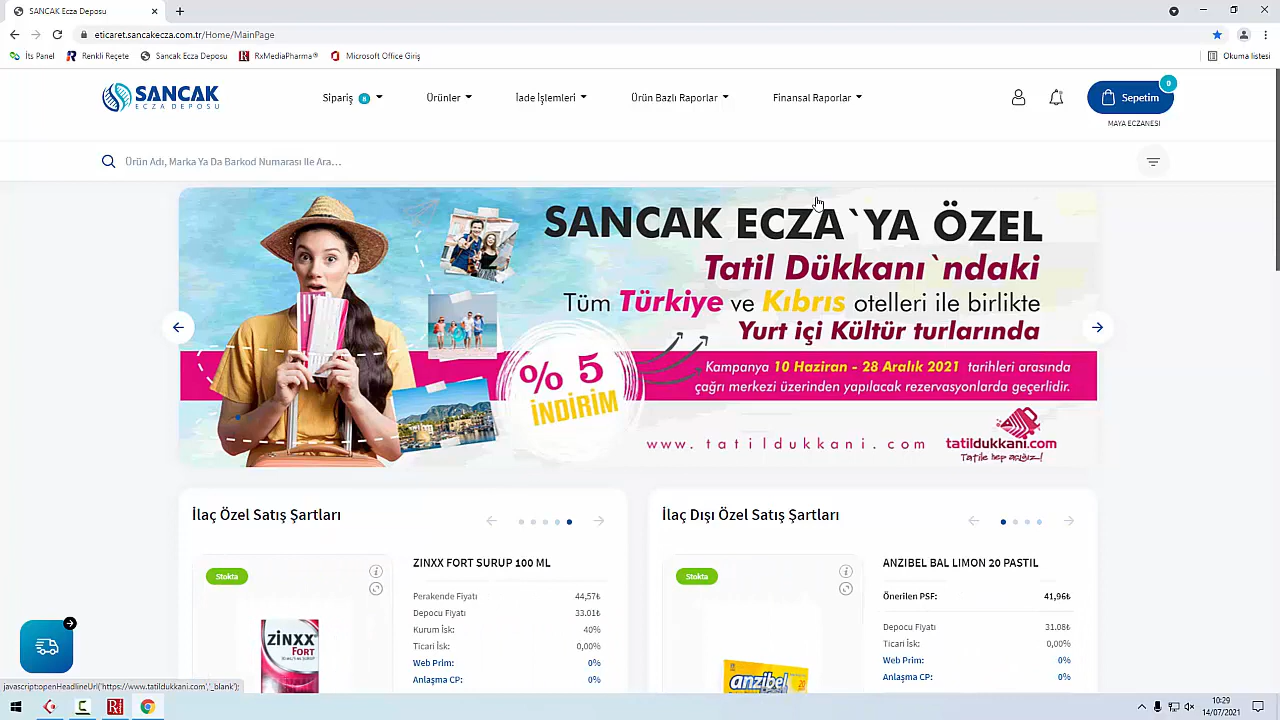 SANCAK Ecza Deposu
eticaret.sancakecza.com.tr/Home/MainPage
İts Panel
Renkli Reçete
Sancak Ecza Deposu
RxMediaPharma®
Microsoft Office Giriş
Okuma listesi
SANCAK
ECZA DEPOSU
Sipariş
Ürünler
İade İşlemleri
Ürün Bazlı Raporlar
Finansal Raporlar
0
Sepetim
MAYA ECZANESİ
Ürün Adı, Marka Ya Da Barkod Numarası Ile Ara...
SANCAK ECZA`YA ÖZEL
Tatil Dükkanı`ndaki
Tüm Türkiye ve Kıbrıs otelleri ile birlikte
Yurt içi Kültür turlarında
% 5
İNDİRİM
Kampanya 10 Haziran - 28 Aralık 2021 tarihleri arasında
çağrı merkezi üzerinden yapılacak rezervasyonlarda geçerlidir.
www.tatildukkani.com
tatildukkani.com
Tatile hep açığız!
İlaç Özel Satış Şartları
Stokta
ZINXX FORT SURUP 100 ML
Perakende Fiyatı 44,57₺
Depocu Fiyatı 33.01₺
Kurum İsk: 40%
Ticari İsk: 0,00%
Web Prim: 0%
Anlaşma CP: 0%
ZİNXX
FORT
İlaç Dışı Özel Satış Şartları
Stokta
ANZIBEL BAL LIMON 20 PASTIL
Önerilen PSF: 41,96₺
Depocu Fiyatı 31.08₺
Ticari İsk: 0,00%
Web Prim: 0%
Anlaşma CP: 0%
anzibel
javascript:openHeadlineUrl('https://www.tatildukkani.com','_blank');
10:29
14/07/2021